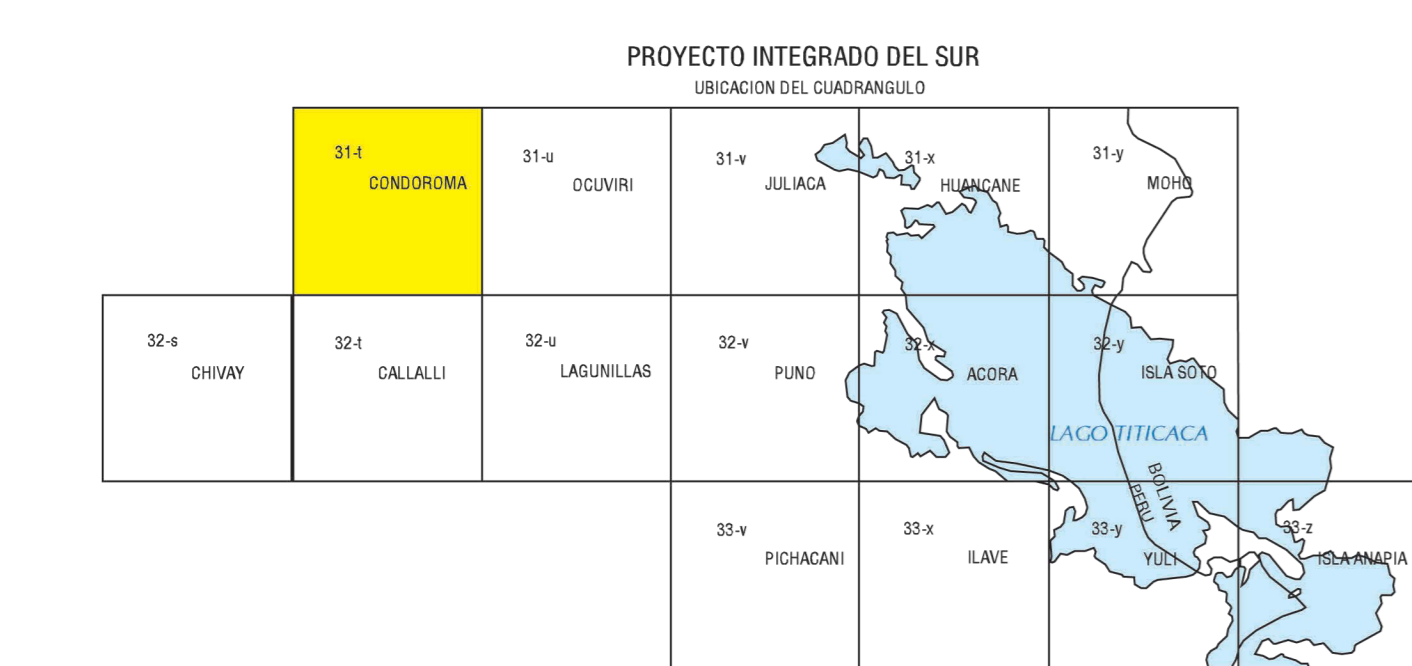 PROYECTO INTEGRADO DEL SUR
UBICACION DEL CUADRANGULO
31-t
CONDOROMA
31-u
OCUVIRI
31-v
JULIACA
31-x
HUANCANE
31-y
MOHO
32-s
CHIVAY
32-t
CALLALLI
32-u
LAGUNILLAS
32-v
PUNO
32-x
ACORA
32-y
ISLA SOTO
LAGO TITICACA
BOLIVIA
PERU
33-v
PICHACANI
33-x
ILAVE
33-y
YULI
33-z
ISLA ANAPIA